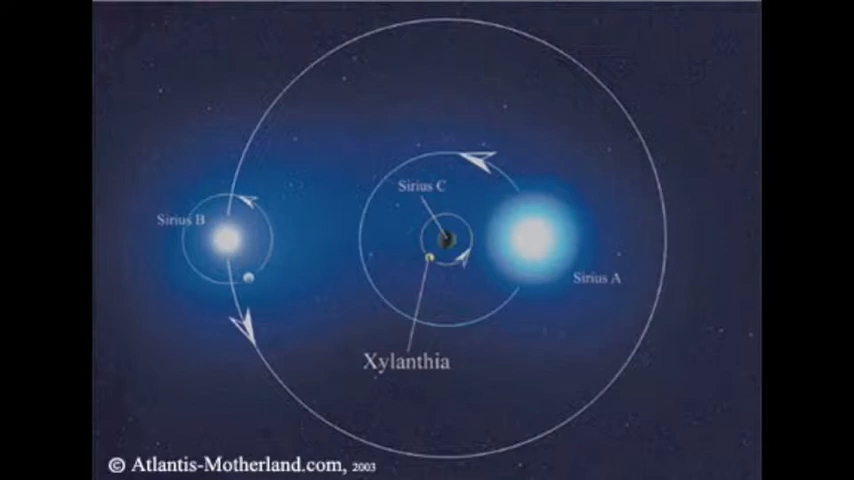 Sirius C
Sirius B
Sirius A
Xylanthia
© Atlantis-Motherland.com, 2003